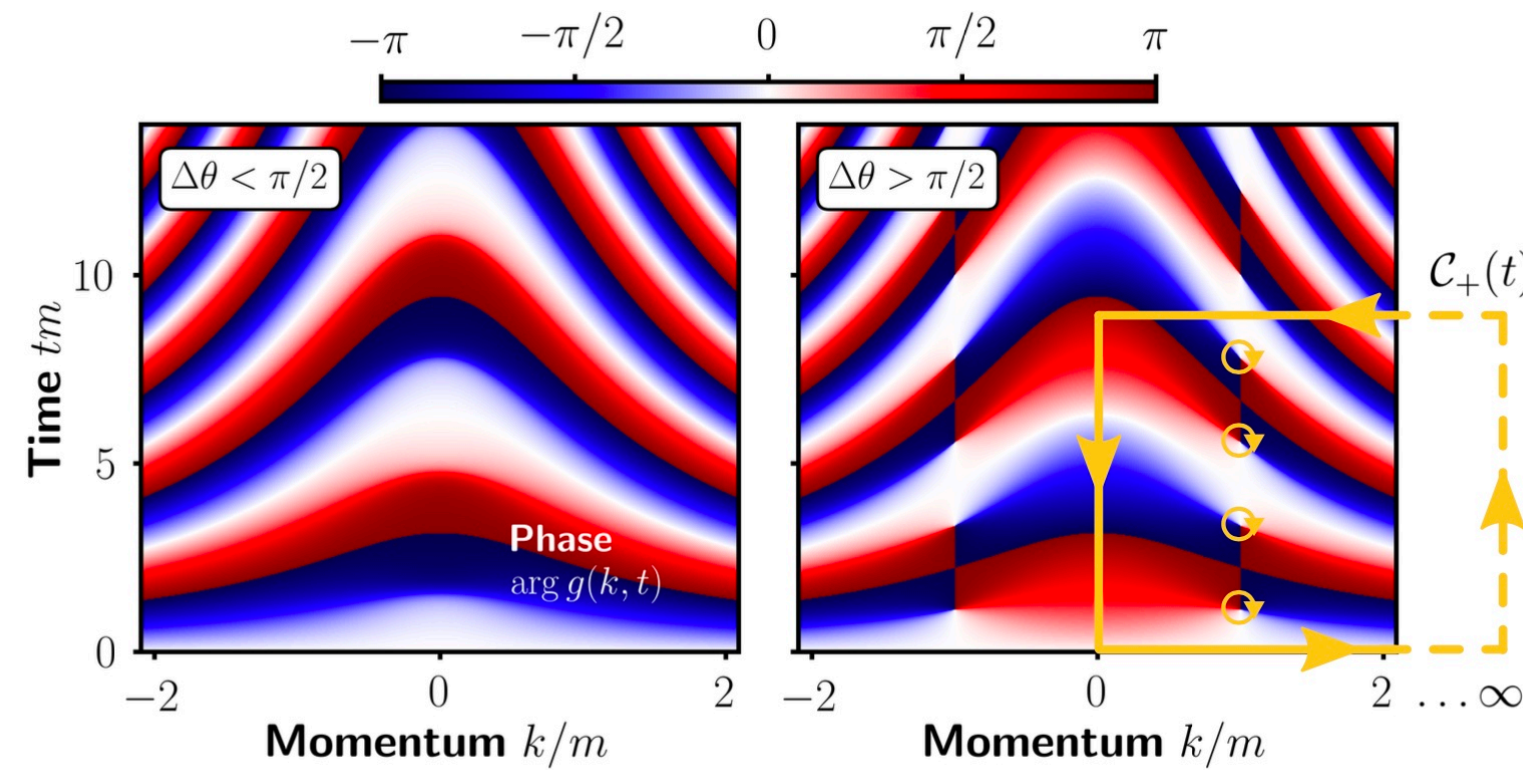 −π −π/2 0 π/2 π
Δθ < π/2
Δθ > π/2
10
5
0
Time tm
Phase
arg g(k, t)
𝒞₊(t)
−2 0 2
−2 0 2 ... ∞
Momentum k/m
Momentum k/m